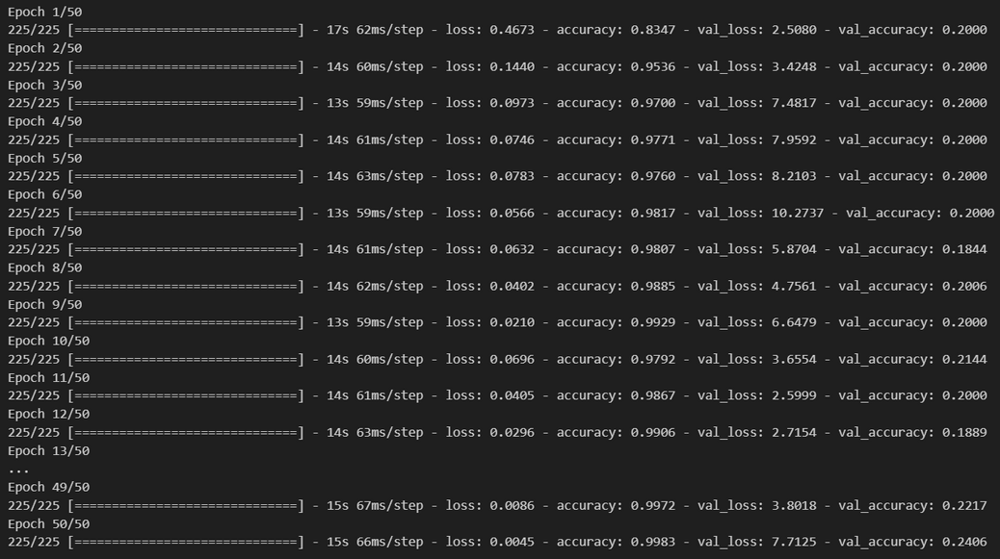 Epoch 1/50
225/225 [==============================] - 17s 62ms/step - loss: 0.4673 - accuracy: 0.8347 - val_loss: 2.5080 - val_accuracy: 0.2000
Epoch 2/50
225/225 [==============================] - 14s 60ms/step - loss: 0.1440 - accuracy: 0.9536 - val_loss: 3.4248 - val_accuracy: 0.2000
Epoch 3/50
225/225 [==============================] - 13s 59ms/step - loss: 0.0973 - accuracy: 0.9700 - val_loss: 7.4817 - val_accuracy: 0.2000
Epoch 4/50
225/225 [==============================] - 14s 61ms/step - loss: 0.0746 - accuracy: 0.9771 - val_loss: 7.9592 - val_accuracy: 0.2000
Epoch 5/50
225/225 [==============================] - 14s 63ms/step - loss: 0.0783 - accuracy: 0.9760 - val_loss: 8.2103 - val_accuracy: 0.2000
Epoch 6/50
225/225 [==============================] - 13s 59ms/step - loss: 0.0566 - accuracy: 0.9817 - val_loss: 10.2737 - val_accuracy: 0.2000
Epoch 7/50
225/225 [==============================] - 14s 61ms/step - loss: 0.0632 - accuracy: 0.9807 - val_loss: 5.8704 - val_accuracy: 0.1844
Epoch 8/50
225/225 [==============================] - 14s 62ms/step - loss: 0.0402 - accuracy: 0.9885 - val_loss: 4.7561 - val_accuracy: 0.2006
Epoch 9/50
225/225 [==============================] - 13s 59ms/step - loss: 0.0210 - accuracy: 0.9929 - val_loss: 6.6479 - val_accuracy: 0.2000
Epoch 10/50
225/225 [==============================] - 14s 60ms/step - loss: 0.0696 - accuracy: 0.9792 - val_loss: 3.6554 - val_accuracy: 0.2144
Epoch 11/50
225/225 [==============================] - 14s 61ms/step - loss: 0.0405 - accuracy: 0.9867 - val_loss: 2.5999 - val_accuracy: 0.2000
Epoch 12/50
225/225 [==============================] - 14s 63ms/step - loss: 0.0296 - accuracy: 0.9906 - val_loss: 2.7154 - val_accuracy: 0.1889
Epoch 13/50
...
Epoch 49/50
225/225 [==============================] - 15s 67ms/step - loss: 0.0086 - accuracy: 0.9972 - val_loss: 3.8018 - val_accuracy: 0.2217
Epoch 50/50
225/225 [==============================] - 15s 66ms/step - loss: 0.0045 - accuracy: 0.9983 - val_loss: 7.7125 - val_accuracy: 0.2406